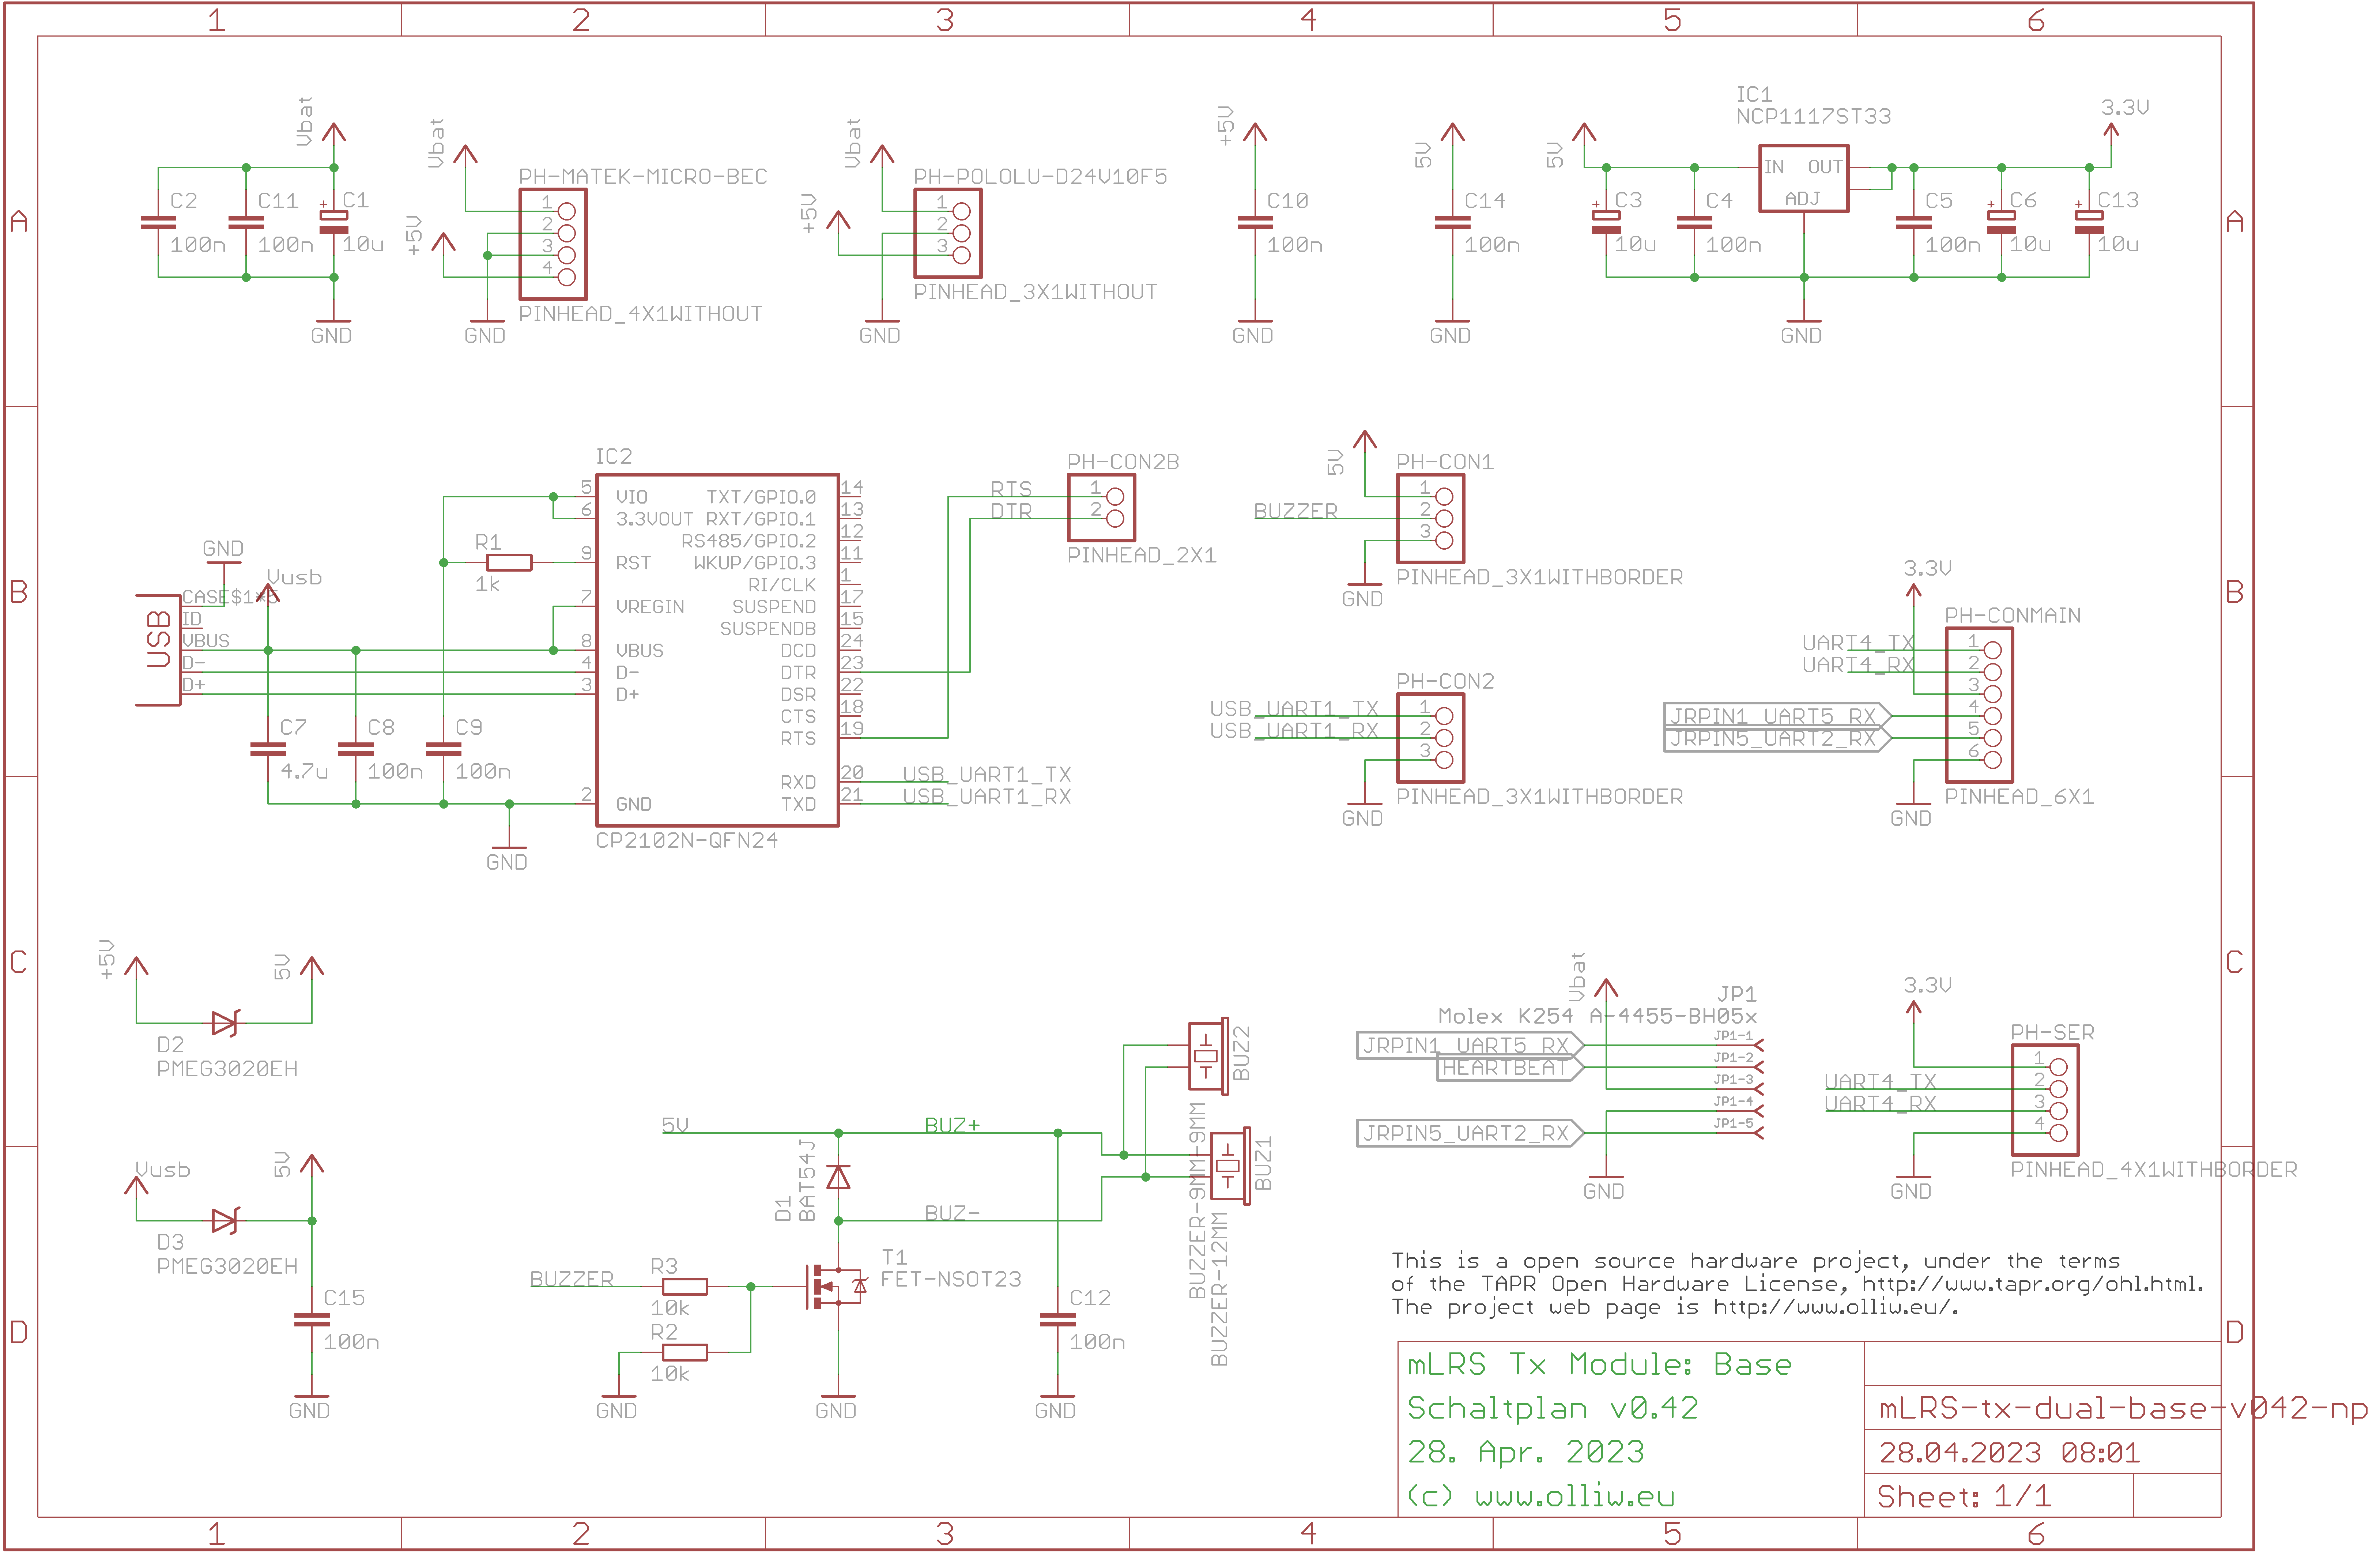 1 2 3 4 5 6
A
Vbat
C2
100n
C11
100n
+
C1
10u
GND
Vbat
+5V
PH-MATEK-MICRO-BEC
1
2
3
4
PINHEAD_4X1WITHOUT
GND
Vbat
+5V
PH-POLOLU-D24V10F5
1
2
3
PINHEAD_3X1WITHOUT
GND
+5V
C10
100n
GND
5V
C14
100n
GND
5V
IC1
NCP1117ST33
IN OUT
ADJ
3.3V
+
C3
10u
C4
100n
C5
100n
+
C6
10u
+
C13
10u
GND
A
B
GND
Vusb
USB
CASE$1*5
ID
VBUS
D-
D+
C7
4.7u
C8
100n
C9
100n
R1
1k
IC2
5 VIO TXT/GPIO.0 14
6 3.3VOUT RXT/GPIO.1 13
RS485/GPIO.2 12
9 RST WKUP/GPIO.3 11
RI/CLK 1
7 VREGIN SUSPEND 17
SUSPENDB 15
8 VBUS DCD 24
4 D- DTR 23
3 D+ DSR 22
CTS 18
RTS 19
RXD 20 USB_UART1_TX
2 GND TXD 21 USB_UART1_RX
CP2102N-QFN24
GND
PH-CON2B
RTS 1
DTR 2
PINHEAD_2X1
5V
PH-CON1
1
BUZZER 2
3
PINHEAD_3X1WITHBORDER
GND
PH-CON2
USB_UART1_TX 1
USB_UART1_RX 2
3
PINHEAD_3X1WITHBORDER
GND
3.3V
PH-CONMAIN
UART4_TX 1
UART4_RX 2
3
JRPIN1_UART5_RX 4
JRPIN5_UART2_RX 5
6
PINHEAD_6X1
GND
B
C
+5V
5V
D2
PMEG3020EH
Vusb
5V
D3
PMEG3020EH
C15
100n
GND
5V
BUZ+
D1
BAT54J
BUZ-
BUZZER
R3
10k
R2
10k
GND
T1
FET-NSOT23
GND
C12
100n
GND
BUZ2
BUZZER-9MM-9MM
BUZ1
BUZZER-12MM
Vbat
JP1
Molex K254 A-4455-BH05x
JRPIN1_UART5_RX JP1-1
HEARTBEAT JP1-2
JP1-3
JP1-4
JRPIN5_UART2_RX JP1-5
GND
3.3V
PH-SER
1
UART4_TX 2
UART4_RX 3
4
PINHEAD_4X1WITHBORDER
GND
C
D
This is a open source hardware project, under the terms
of the TAPR Open Hardware License, http://www.tapr.org/ohl.html.
The project web page is http://www.olliw.eu/.
D
mLRS Tx Module: Base
Schaltplan v0.42
28. Apr. 2023
(c) www.olliw.eu
mLRS-tx-dual-base-v042-np
28.04.2023 08:01
Sheet: 1/1
1 2 3 4 5 6